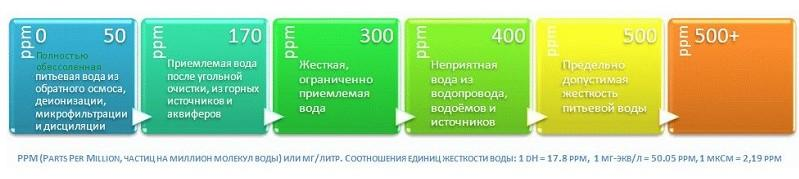 ppm 0 50
Полностью
обессоленная
питьевая вода из
обратного осмоса,
деионизации,
микрофильтрации
и дисциляции
ppm 170
Приемлемая вода
после угольной
очистки, из горных
источников и
акviферов
ppm 300
Жесткая,
ограниченно
приемлемая
вода
ppm 400
Неприятная
вода из
водопровода,
водоёмов и
источников
ppm 500
Предельно
допустимая
жесткость
питьевой воды
ppm 500+
PPM (PARTS PER MILLION, ЧАСТИЦ НА МИЛЛИОН МОЛЕКУЛ ВОДЫ) ИЛИ МГ/ЛИТР. СООТНОШЕНИЯ ЕДИНИЦ ЖЕСТКОСТИ ВОДЫ: 1 DH = 17.8 PPM, 1 МГ-ЭКВ/Л = 50.05 PPM, 1 МКСМ = 2,19 PPM